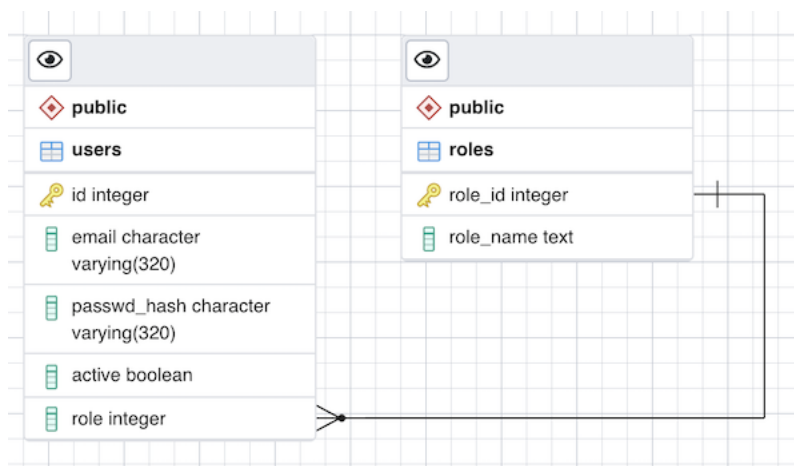 public
users
id integer
email character
varying(320)
passwd_hash character
varying(320)
active boolean
role integer
public
roles
role_id integer
role_name text